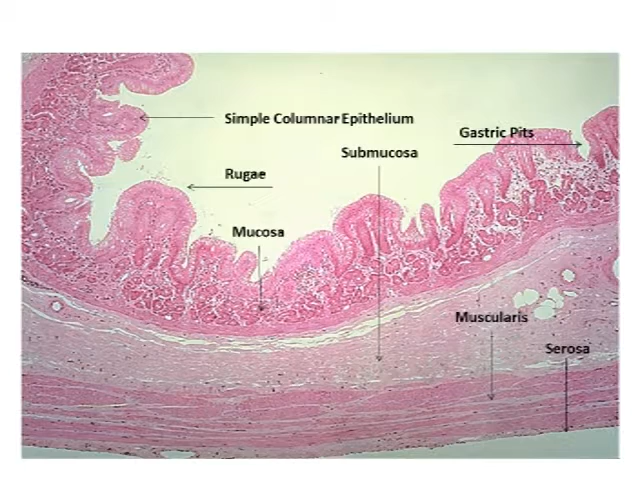 Simple Columnar Epithelium
Gastric Pits
Submucosa
Rugae
Mucosa
Muscularis
Serosa